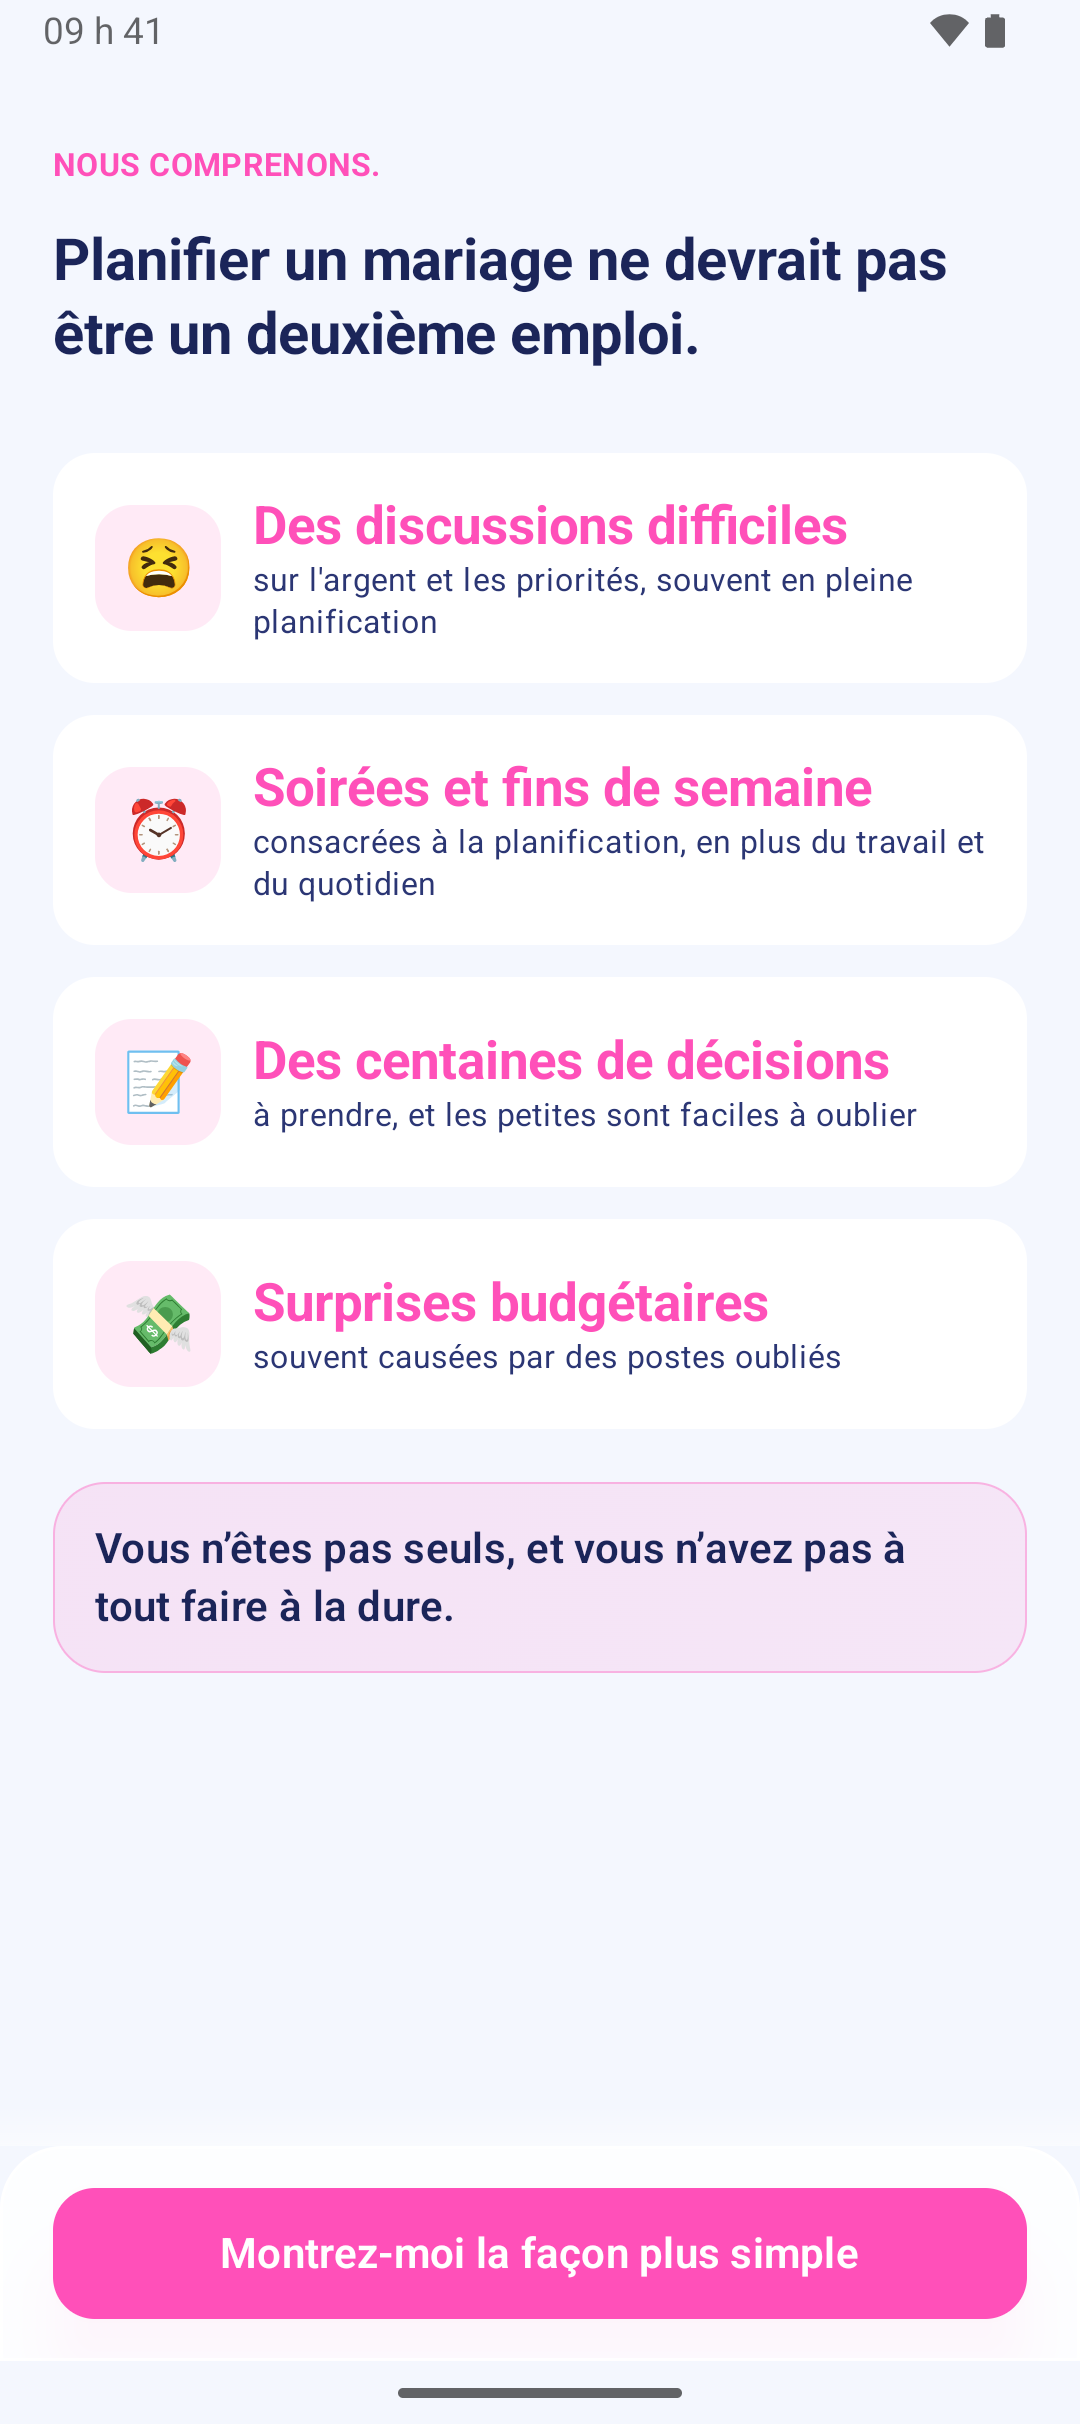 09 h 41
NOUS COMPRENONS.
Planifier un mariage ne devrait pas
être un deuxième emploi.
Des discussions difficiles
sur l'argent et les priorités, souvent en pleine
planification
Soirées et fins de semaine
consacrées à la planification, en plus du travail et
du quotidien
Des centaines de décisions
à prendre, et les petites sont faciles à oublier
Surprises budgétaires
souvent causées par des postes oubliés
Vous n’êtes pas seuls, et vous n’avez pas à
tout faire à la dure.
Montrez-moi la façon plus simple